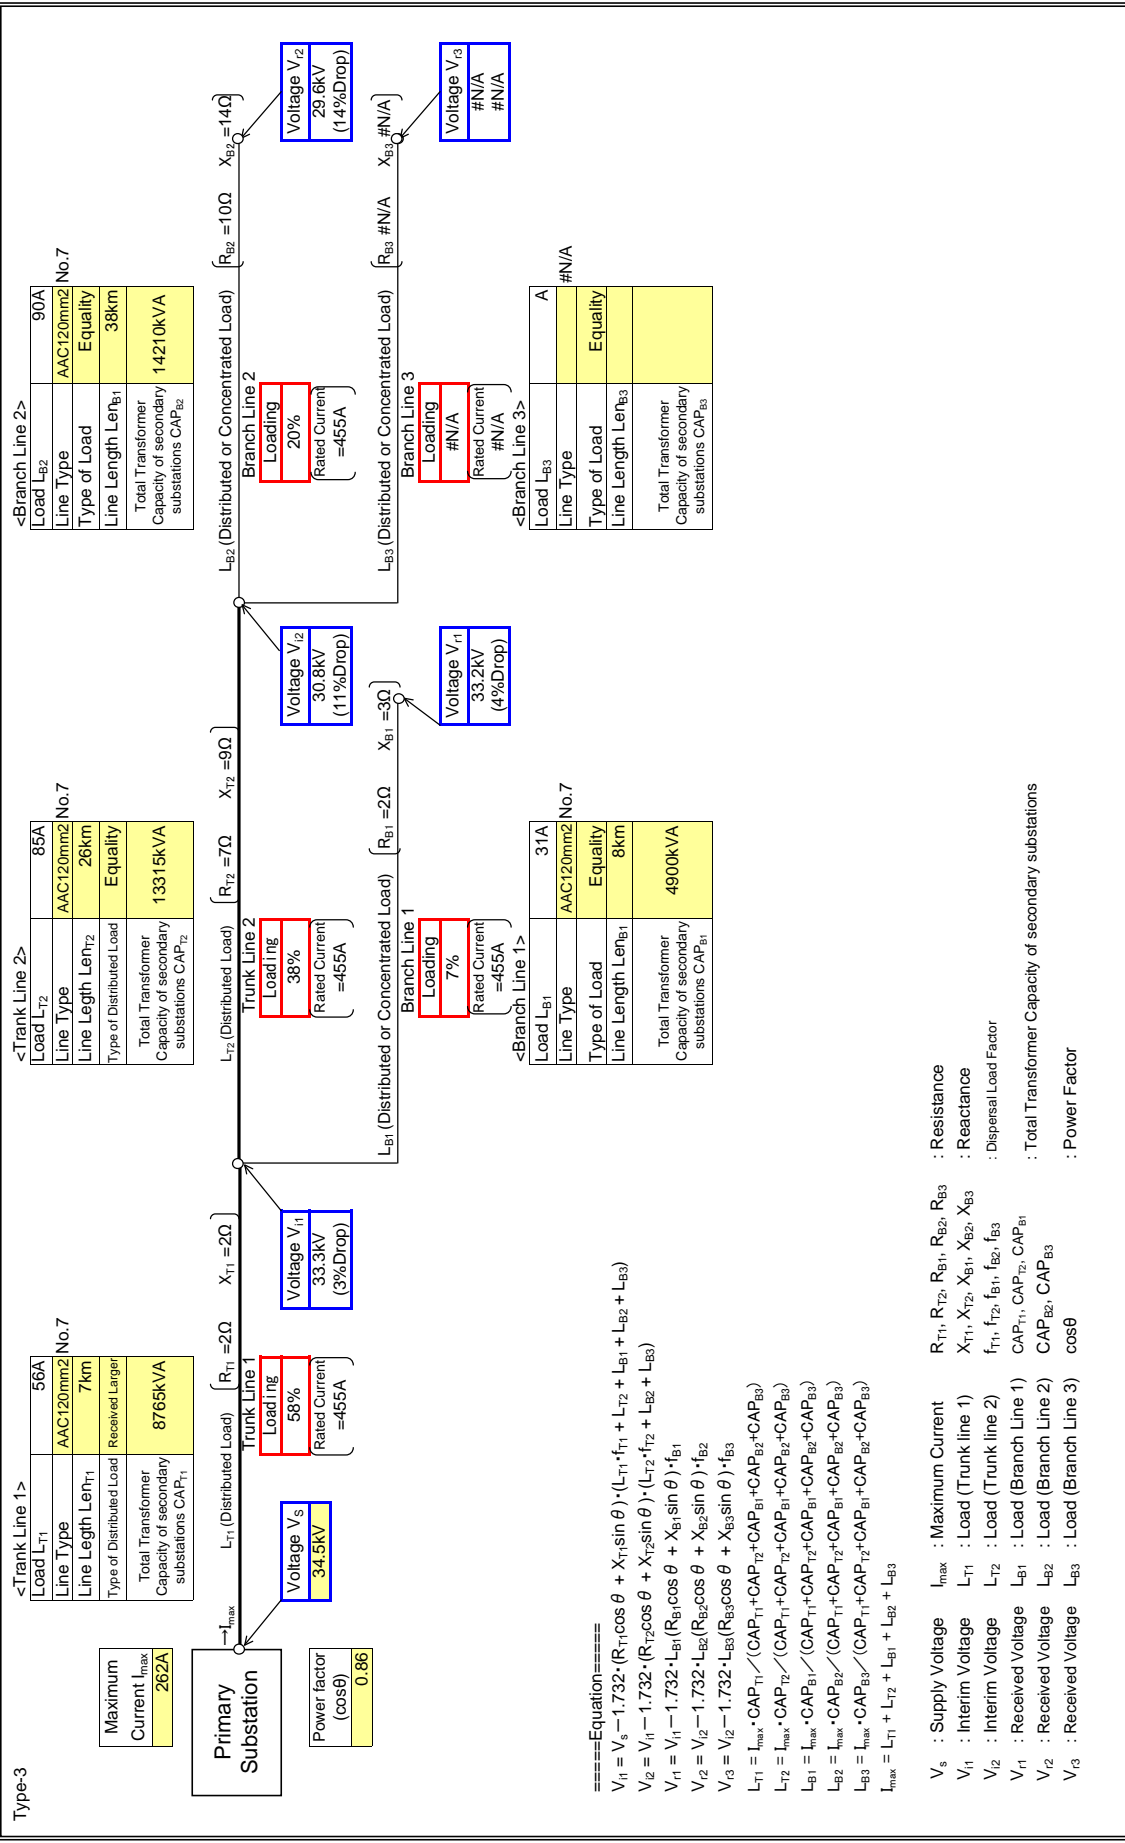 Type-3
Maximum
Current Imax
262A
Primary
Substation
Power factor
(cosθ)
0.86
→Imax
Voltage VS
34.5kV
<Trank Line 1>
Load LT1 56A
Line Type AAC120mm2 No.7
Line Legth LenT1 7km
Type of Distributed Load Received Larger
Total Transformer
Capacity of secondary
substations CAPT1
8765kVA
LT1 (Distributed Load)
RT1 =2Ω XT1 =2Ω
Trunk Line 1
Loading
58%
Rated Current
=455A
Voltage Vi1
33.3kV
(3%Drop)
<Trank Line 2>
Load LT2 85A
Line Type AAC120mm2 No.7
Line Legth LenT2 26km
Type of Distributed Load Equality
Total Transformer
Capacity of secondary
substations CAPT2
13315kVA
LT2 (Distributed Load)
RT2 =7Ω XT2 =9Ω
Trunk Line 2
Loading
38%
Rated Current
=455A
Voltage Vi2
30.8kV
(11%Drop)
LB1 (Distributed or Concentrated Load)
RB1 =2Ω XB1 =3Ω
Branch Line 1
Loading
7%
Rated Current
=455A
Voltage Vr1
33.2kV
(4%Drop)
<Branch Line 1>
Load LB1 31A
Line Type AAC120mm2 No.7
Type of Load Equality
Line Length LenB1 8km
Total Transformer
Capacity of secondary
substations CAPB1
4900kVA
<Branch Line 2>
Load LB2 90A
Line Type AAC120mm2 No.7
Type of Load Equality
Line Length LenB1 38km
Total Transformer
Capacity of secondary
substations CAPB2
14210kVA
LB2 (Distributed or Concentrated Load)
RB2 =10Ω XB2 =14Ω
Branch Line 2
Loading
20%
Rated Current
=455A
Voltage Vr2
29.6kV
(14%Drop)
LB3 (Distributed or Concentrated Load)
RB3 #N/A XB3 #N/A
Branch Line 3
Loading
#N/A
Rated Current
#N/A
Voltage Vr3
#N/A
#N/A
<Branch Line 3>
Load LB3 A
Line Type #N/A
Type of Load Equality
Line Length LenB3
Total Transformer
Capacity of secondary
substations CAPB3
=====Equation=====
Vi1 = Vs－1.732･(RT1cos θ + XT1sin θ)･(LT1･fT1 + LT2 + LB1 + LB2 + LB3)
Vi2 = Vi1－1.732･(RT2cos θ + XT2sin θ)･(LT2･fT2 + LB2 + LB3)
Vr1 = Vi1－1.732･LB1(RB1cos θ + XB1sin θ)･fB1
Vr2 = Vi2－1.732･LB2(RB2cos θ + XB2sin θ)･fB2
Vr3 = Vi2－1.732･LB3(RB3cos θ + XB3sin θ)･fB3
LT1 = Imax･CAPT1／(CAPT1+CAPT2+CAPB1+CAPB2+CAPB3)
LT2 = Imax･CAPT2／(CAPT1+CAPT2+CAPB1+CAPB2+CAPB3)
LB1 = Imax･CAPB1／(CAPT1+CAPT2+CAPB1+CAPB2+CAPB3)
LB2 = Imax･CAPB2／(CAPT1+CAPT2+CAPB1+CAPB2+CAPB3)
LB3 = Imax･CAPB3／(CAPT1+CAPT2+CAPB1+CAPB2+CAPB3)
Imax = LT1 + LT2 + LB1 + LB2 + LB3
Vs : Supply Voltage Imax : Maximum Current RT1, RT2, RB1, RB2, RB3 : Resistance
Vi1 : Interim Voltage LT1 : Load (Trunk line 1) XT1, XT2, XB1, XB2, XB3 : Reactance
Vi2 : Interim Voltage LT2 : Load (Trunk line 2) fT1, fT2, fB1, fB2, fB3 : Dispersal Load Factor
Vr1 : Received Voltage LB1 : Load (Branch Line 1) CAPT1, CAPT2, CAPB1 : Total Transformer Capacity of secondary substations
Vr2 : Received Voltage LB2 : Load (Branch Line 2) CAPB2, CAPB3
Vr3 : Received Voltage LB3 : Load (Branch Line 3) cosθ : Power Factor